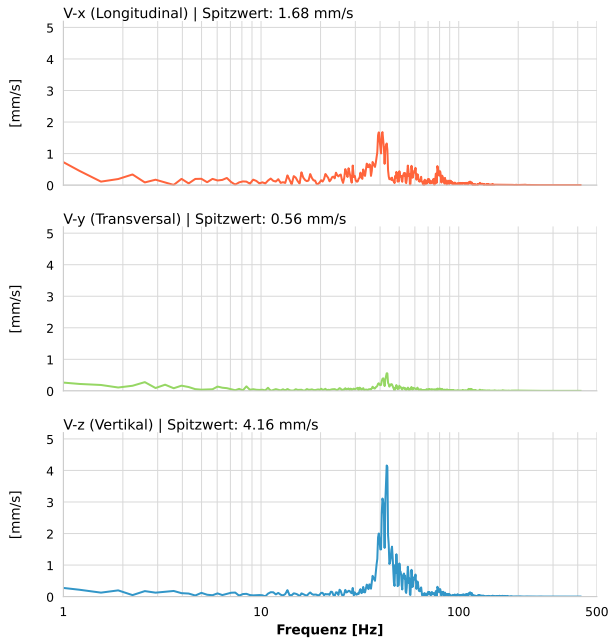 V-x (Longitudinal) | Spitzwert: 1.68 mm/s
5
4
3
2
1
0
[mm/s]
V-y (Transversal) | Spitzwert: 0.56 mm/s
5
4
3
2
1
0
[mm/s]
V-z (Vertikal) | Spitzwert: 4.16 mm/s
5
4
3
2
1
0
[mm/s]
1 10 100 500
Frequenz [Hz]